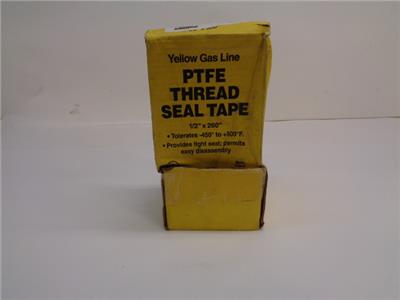 Yellow Gas Line
PTFE
THREAD
SEAL TAPE
1/2" x 260"
• Tolerates -450° to +500°F.
• Provides tight seal; permits
easy disassembly